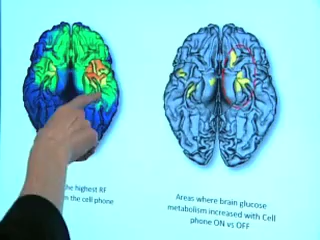 he highest RF
m the cell phone
Areas where brain glucose
metabolism increased with Cell
phone ON vs OFF